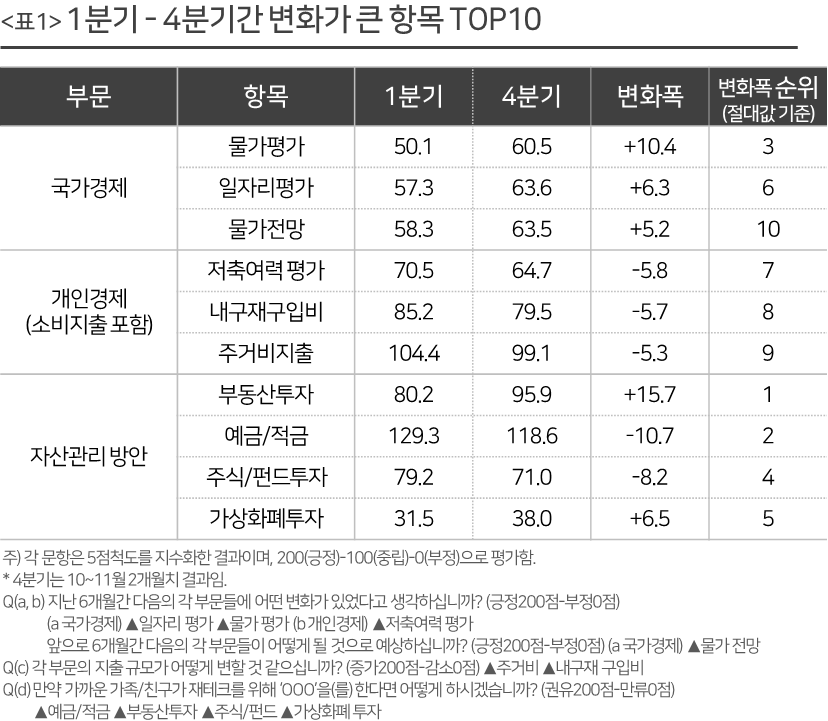 <표1> 1분기 - 4분기간 변화가 큰 항목 TOP10
부문 항목 1분기 4분기 변화폭 변화폭 순위 (절대값 기준)
국가경제 물가평가 50.1 60.5 +10.4 3
일자리평가 57.3 63.6 +6.3 6
물가전망 58.3 63.5 +5.2 10
개인경제 (소비지출 포함) 저축여력 평가 70.5 64.7 -5.8 7
내구재구입비 85.2 79.5 -5.7 8
주거비지출 104.4 99.1 -5.3 9
자산관리 방안 부동산투자 80.2 95.9 +15.7 1
예금/적금 129.3 118.6 -10.7 2
주식/펀드투자 79.2 71.0 -8.2 4
가상화폐투자 31.5 38.0 +6.5 5
주) 각 문항은 5점척도를 지수화한 결과이며, 200(긍정)-100(중립)-0(부정)으로 평가함.
* 4분기는 10~11월 2개월치 결과임.
Q(a, b) 지난 6개월간 다음의 각 부문들에 어떤 변화가 있었다고 생각하십니까? (긍정200점-부정0점)
(a 국가경제) ▲일자리 평가 ▲물가 평가 (b 개인경제) ▲저축여력 평가
앞으로 6개월간 다음의 각 부문들이 어떻게 될 것으로 예상하십니까? (긍정200점-부정0점) (a 국가경제) ▲물가 전망
Q(c) 각 부문의 지출 규모가 어떻게 변할 것 같으십니까? (증가200점-감소0점) ▲주거비 ▲내구재 구입비
Q(d) 만약 가까운 가족/친구가 재테크를 위해 'OOO'을(를) 한다면 어떻게 하시겠습니까? (권유200점-만류0점)
▲예금/적금 ▲부동산투자 ▲주식/펀드 ▲가상화폐 투자